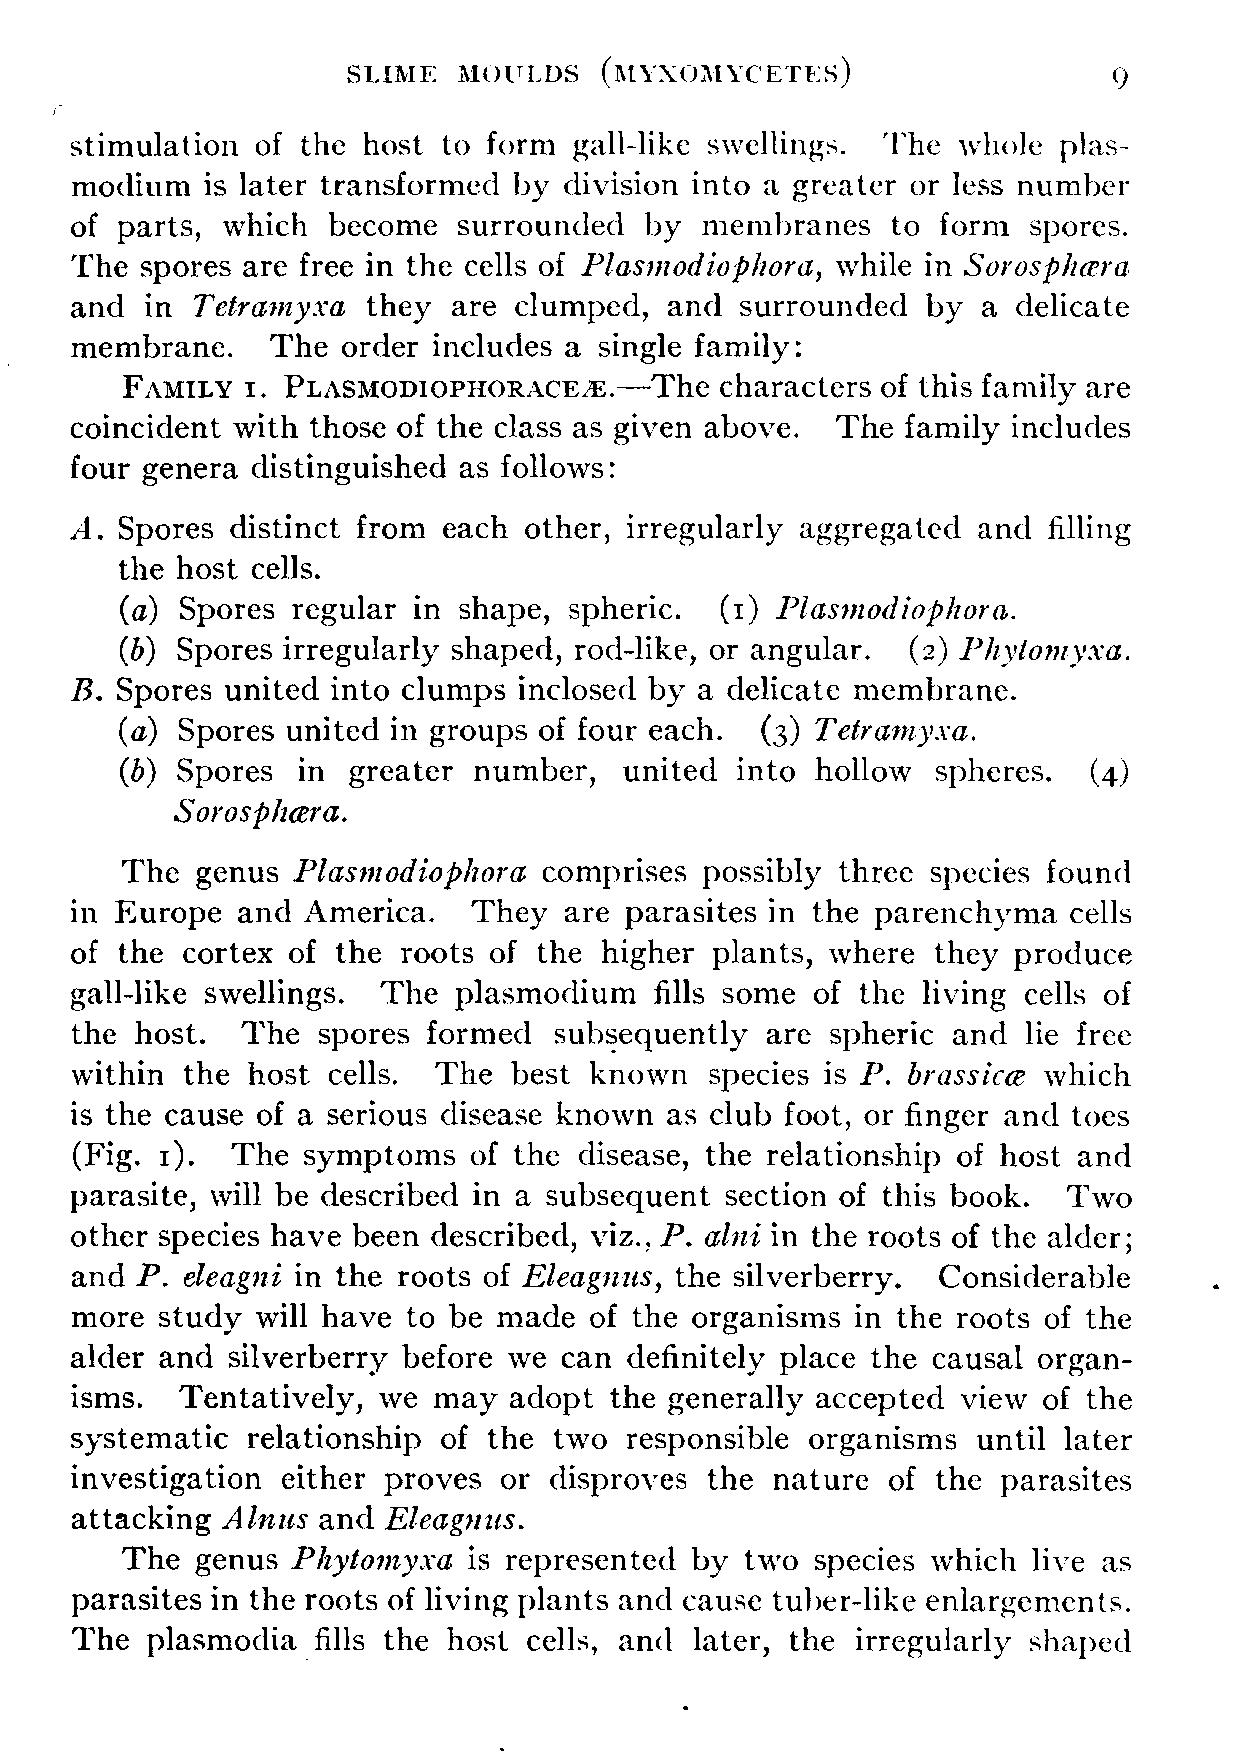 SLIME MOULDS (MYXOMYCETES) 9
stimulation of the host to form gall-like swellings. The whole plas-
modium is later transformed by division into a greater or less number
of parts, which become surrounded by membranes to form spores.
The spores are free in the cells of Plasmodiophora, while in Sorosphæra
and in Tetramyxa they are clumped, and surrounded by a delicate
membrane. The order includes a single family:
FAMILY 1. PLASMODIOPHORACEÆ.—The characters of this family are
coincident with those of the class as given above. The family includes
four genera distinguished as follows:
A. Spores distinct from each other, irregularly aggregated and filling
the host cells.
(a) Spores regular in shape, spheric. (1) Plasmodiophora.
(b) Spores irregularly shaped, rod-like, or angular. (2) Phytomyxa.
B. Spores united into clumps inclosed by a delicate membrane.
(a) Spores united in groups of four each. (3) Tetramyxa.
(b) Spores in greater number, united into hollow spheres. (4)
Sorosphæra.
The genus Plasmodiophora comprises possibly three species found
in Europe and America. They are parasites in the parenchyma cells
of the cortex of the roots of the higher plants, where they produce
gall-like swellings. The plasmodium fills some of the living cells of
the host. The spores formed subsequently are spheric and lie free
within the host cells. The best known species is P. brassicæ which
is the cause of a serious disease known as club foot, or finger and toes
(Fig. 1). The symptoms of the disease, the relationship of host and
parasite, will be described in a subsequent section of this book. Two
other species have been described, viz., P. alni in the roots of the alder;
and P. eleagni in the roots of Eleagnus, the silverberry. Considerable
more study will have to be made of the organisms in the roots of the
alder and silverberry before we can definitely place the causal organ-
isms. Tentatively, we may adopt the generally accepted view of the
systematic relationship of the two responsible organisms until later
investigation either proves or disproves the nature of the parasites
attacking Alnus and Eleagnus.
The genus Phytomyxa is represented by two species which live as
parasites in the roots of living plants and cause tuber-like enlargements.
The plasmodia fills the host cells, and later, the irregularly shaped